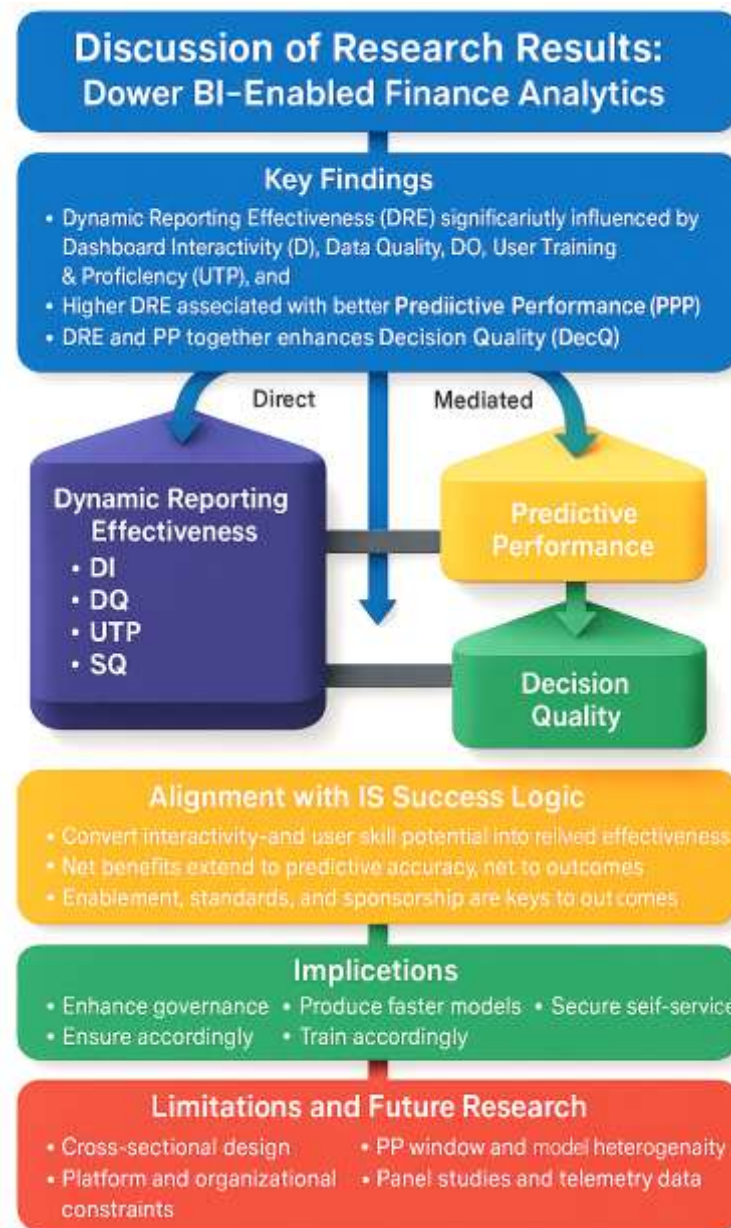 Discussion of Research Results:
Dower BI-Enabled Finance Analytics
Key Findings
• Dynamic Reporting Effectiveness (DRE) significariutly influenced by
Dashboard Interactivity (D), Data Quality, DO, User Training
& Proficlency (UTP), and
• Higher DRE asseciated with better Prediictive Performance (PPP)
• DRE and PP together enhances Decision Quality (DecQ)
Direct
Mediated
Dynamic Reporting
Effectiveness
• DI
• DQ
• UTP
• SQ
Predictive
Performance
Decision
Quality
Alignment with IS Success Logic
• Convert interactivity-and user skill potential into effectiveness
• Net benefits extend to predictive accuracy, net to outcomes
• Enablement, standards, and sponsorship are keys to outcomes
Implicetions
• Enhance governance • Produce faster models • Secure seif-service
• Ensure accordingly • Train accordingly
Limitations and Future Research
• Cross-sectional design • PP window and model heterogenaity
• Platform and organizational • Panel studies and telemetry data
constraints